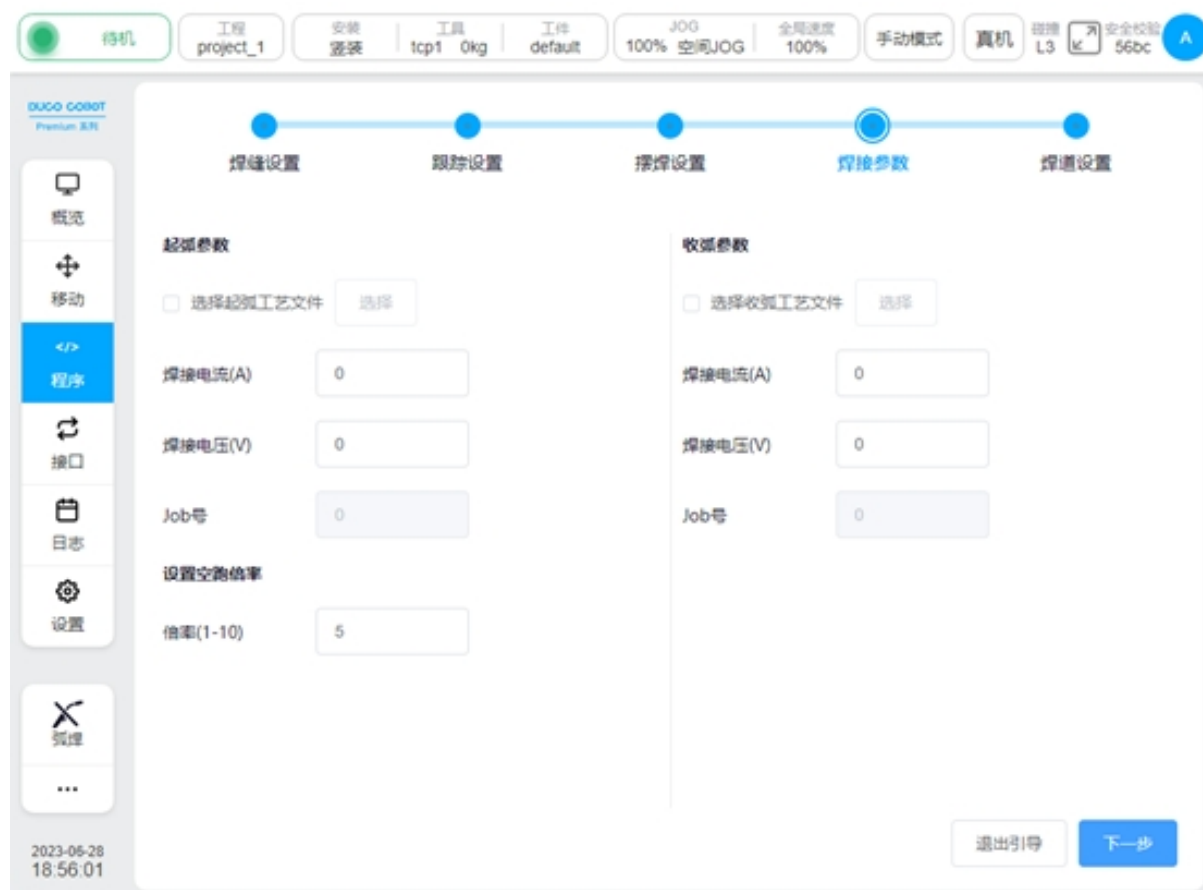 待机
工程
project_1
安装
竖装
工具
tcp1 0kg
工件
default
JOG
100% 空间JOG
全局速度
100%
手动模式
真机
碰撞
L3
安全校验
56bc
A
DUCO COBOT
Premium 系列
焊缝设置
跟踪设置
摆焊设置
焊接参数
焊道设置
概览
移动
</>
程序
接口
日志
设置
弧焊
...
2023-06-28
18:56:01
起弧参数
选择起弧工艺文件 选择
焊接电流(A) 0
焊接电压(V) 0
Job号 0
设置空跑倍率
倍率(1-10) 5
收弧参数
选择收弧工艺文件 选择
焊接电流(A) 0
焊接电压(V) 0
Job号 0
退出引导
下一步